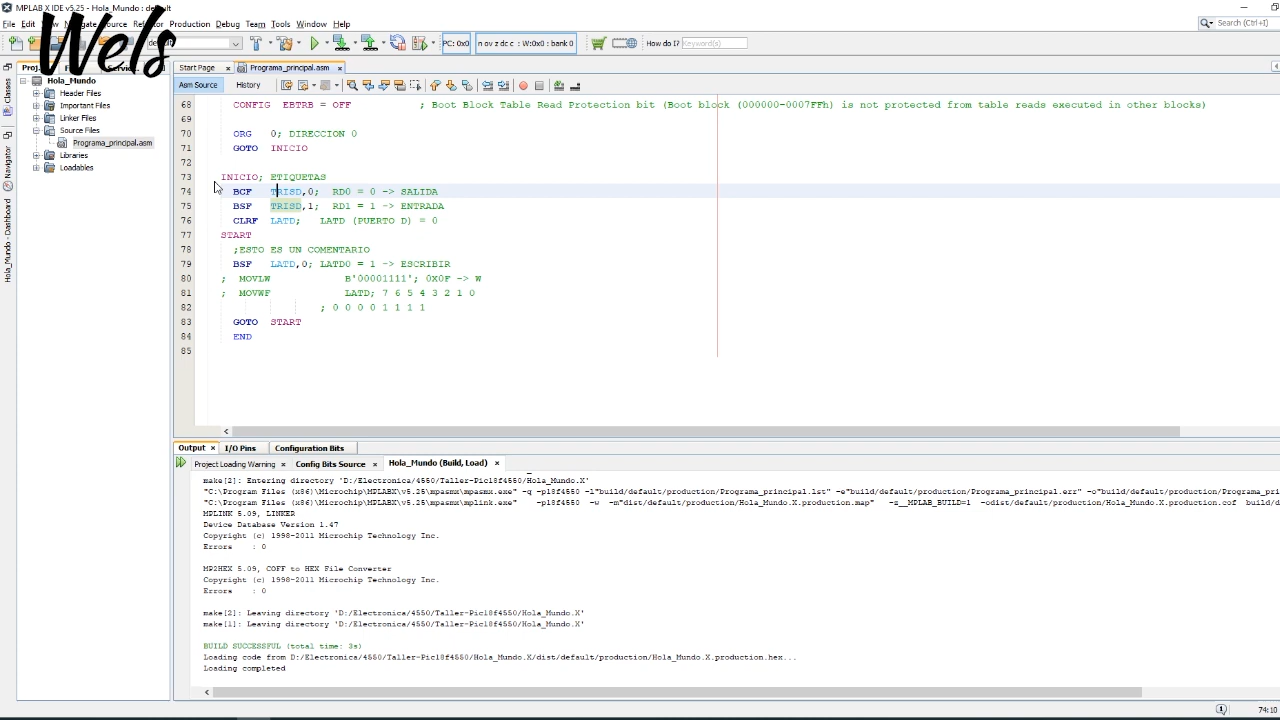 MPLAB X IDE v5.25 - Hola_Mundo : default
File Edit View Navigate Source Refactor Production Debug Team Tools Window Help
Search (Ctrl+I)
Wels
PC: 0x0
n ov z dc c : W:0x0 : bank 0
How do I?
Keyword(s)
Start Page
Programa_principal.asm
Asm Source
History
Classes
Navigator
Hola_Mundo - Dashboard
Hola_Mundo
Header Files
Important Files
Linker Files
Source Files
Programa_principal.asm
Libraries
Loadables
68 CONFIG EBTRB = OFF ; Boot Block Table Read Protection bit (Boot block (000000-0007FFh) is not protected from table reads executed in other blocks)
69
70 ORG 0; DIRECCION 0
71 GOTO INICIO
72
73 INICIO; ETIQUETAS
74 BCF TRISD,0; RD0 = 0 -> SALIDA
75 BSF TRISD,1; RD1 = 1 -> ENTRADA
76 CLRF LATD; LATD (PUERTO D) = 0
77 START
78 ;ESTO ES UN COMENTARIO
79 BSF LATD,0; LATD0 = 1 -> ESCRIBIR
80 ; MOVLW B'00001111'; 0X0F -> W
81 ; MOVWF LATD; 7 6 5 4 3 2 1 0
82 ; 0 0 0 0 1 1 1 1
83 GOTO START
84 END
85
Output
I/O Pins
Configuration Bits
Project Loading Warning
Config Bits Source
Hola_Mundo (Build, Load)
make[2]: Entering directory 'D:/Electronica/4550/Taller-Pic18f4550/Hola_Mundo.X'
"C:\Program Files (x86)\Microchip\MPLABX\v5.25\mpasmx\mpasmx.exe" -q -p18f4550 -l"build/default/production/Programa_principal.lst" -e"build/default/production/Programa_principal.err" -o"build/default/production/Programa_pri
"C:\Program Files (x86)\Microchip\MPLABX\v5.25\mpasmx\mplink.exe" -p18f4550 -w -m"dist/default/production/Hola_Mundo.X.production.map" -z__MPLAB_BUILD=1 -odist/default/production/Hola_Mundo.X.production.cof build/d
MPLINK 5.09, LINKER
Device Database Version 1.47
Copyright (c) 1998-2011 Microchip Technology Inc.
Errors : 0
MP2HEX 5.09, COFF to HEX File Converter
Copyright (c) 1998-2011 Microchip Technology Inc.
Errors : 0
make[2]: Leaving directory 'D:/Electronica/4550/Taller-Pic18f4550/Hola_Mundo.X'
make[1]: Leaving directory 'D:/Electronica/4550/Taller-Pic18f4550/Hola_Mundo.X'
BUILD SUCCESSFUL (total time: 3s)
Loading code from D:/Electronica/4550/Taller-Pic18f4550/Hola_Mundo.X/dist/default/production/Hola_Mundo.X.production.hex...
Loading completed
74:10